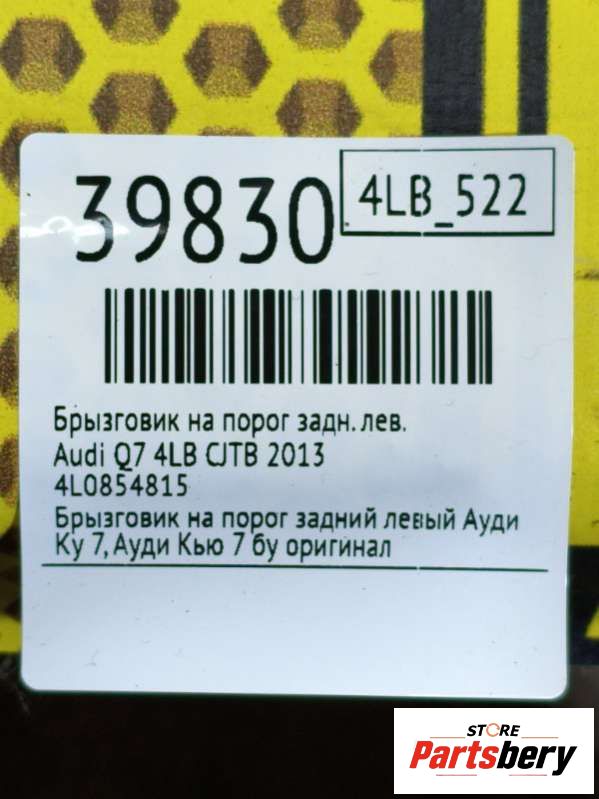 39830
4LB_522
Брызговик на порог задн. лев.
Audi Q7 4LB CJTB 2013
4L0854815
Брызговик на порог задний левый Ауди
Ку 7, Ауди Кью 7 бу оригинал
STORE
Partsbery